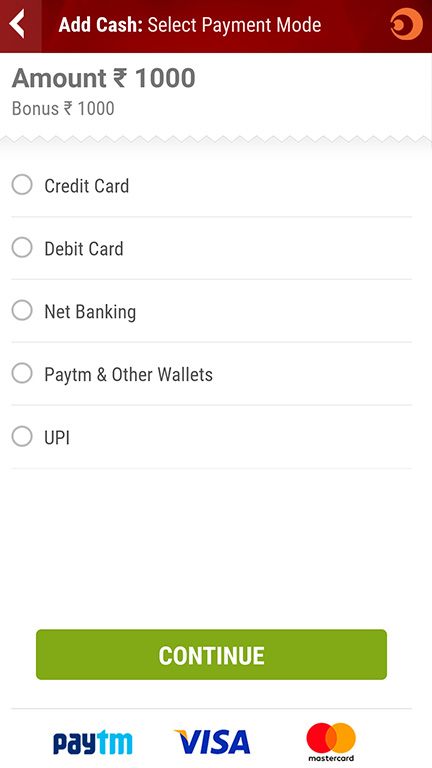 Add Cash: Select Payment Mode
Amount ₹ 1000
Bonus ₹ 1000
Credit Card
Debit Card
Net Banking
Paytm & Other Wallets
UPI
CONTINUE
paytm VISA mastercard